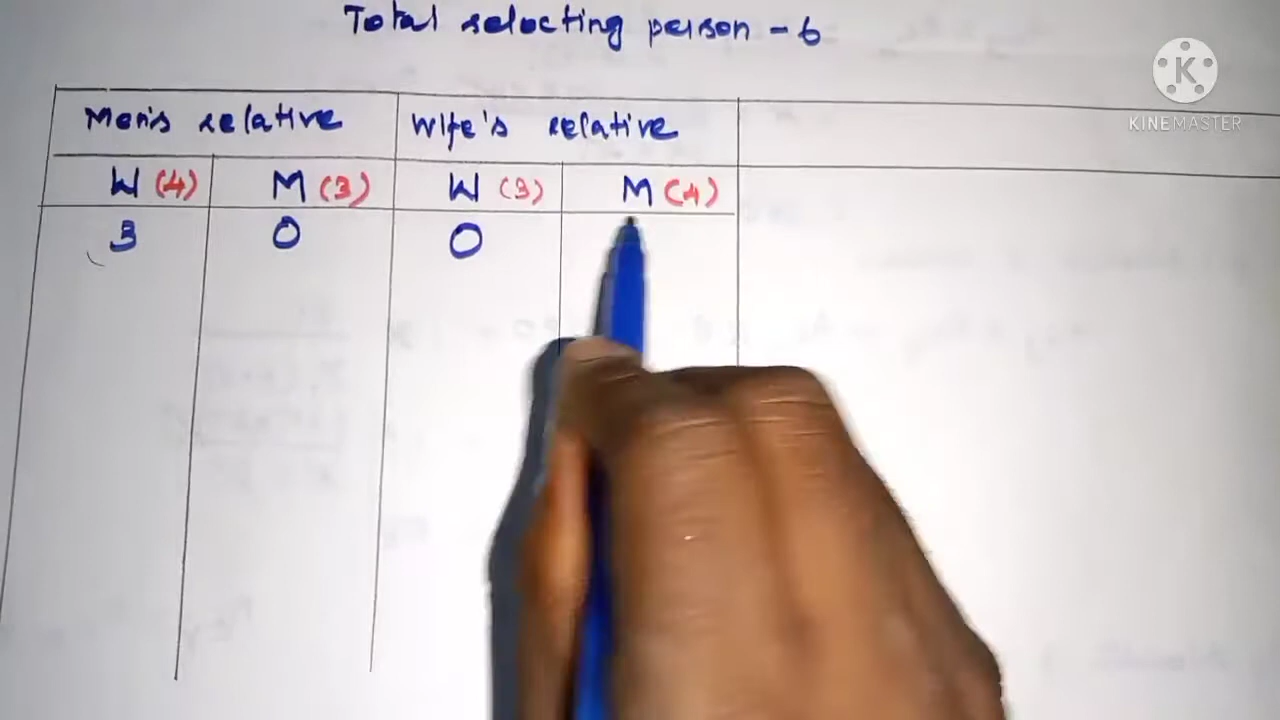 Total selecting person - 6
K
KINEMASTER
Men's relative Wife's relative
W (4) M (3) W (3) M (4)
3 0 0